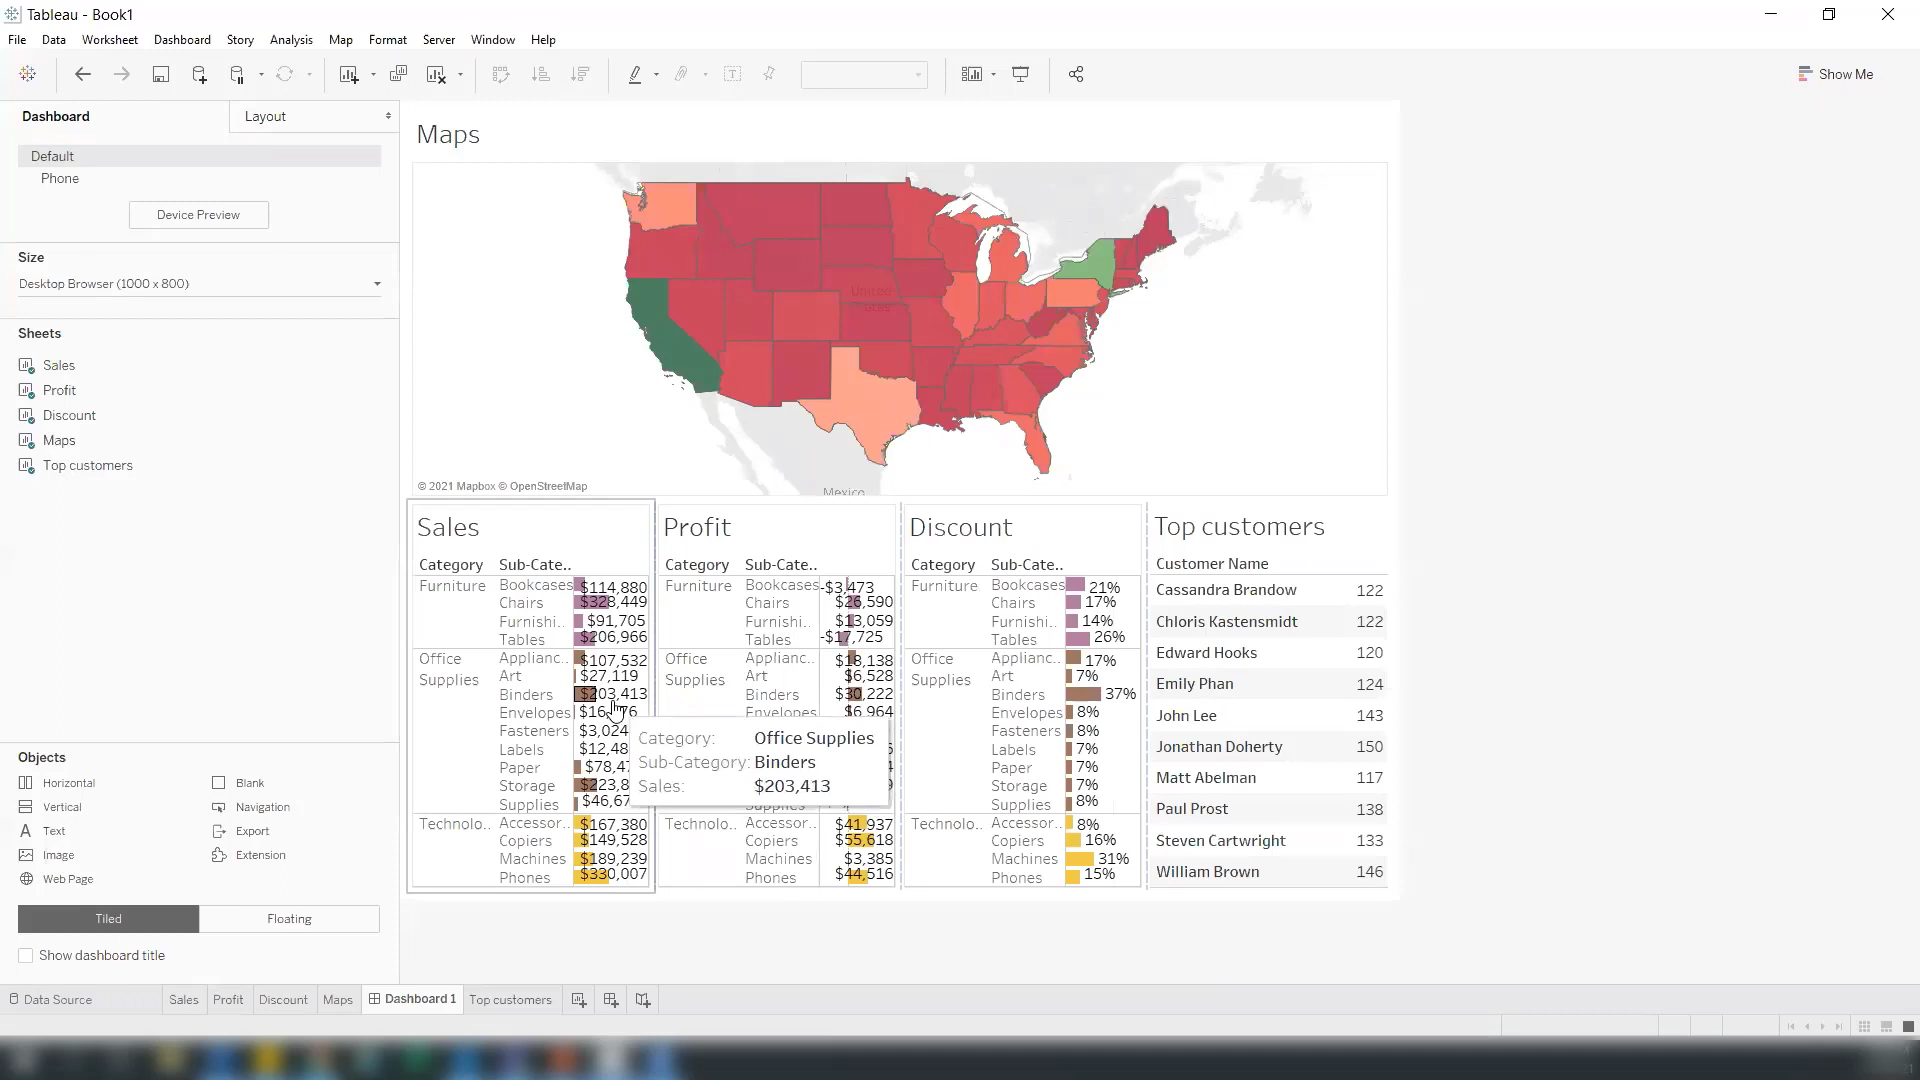 Tableau - Book1
File Data Worksheet Dashboard Story Analysis Map Format Server Window Help
Show Me
Dashboard Layout
Default
Phone
Device Preview
Size
Desktop Browser (1000 x 800)
Sheets
Sales
Profit
Discount
Maps
Top customers
Objects
Horizontal Blank
Vertical Navigation
Text Export
Image Extension
Web Page
Tiled Floating
Show dashboard title
Maps
United
Mexico
© 2021 Mapbox © OpenStreetMap
Sales
Category Sub-Cate..
Furniture Bookcases $114,880
Chairs $328,449
Furnishi.. $91,705
Tables $206,966
Office Supplies Applianc.. $107,532
Art $27,119
Binders $203,413
Envelopes
Fasteners $3,024
Labels
Paper
Storage
Supplies
Technolo.. Accessor.. $167,380
Copiers $149,528
Machines $189,239
Phones $330,007
Category: Office Supplies
Sub-Category: Binders
Sales: $203,413
Profit
Category Sub-Cate..
Furniture Bookcases -$3,473
Chairs $26,590
Furnishi.. $13,059
Tables -$17,725
Office Supplies Applianc.. $18,138
Art $6,528
Binders $30,222
Envelopes $6,964
Technolo.. Accessor.. $41,937
Copiers $55,618
Machines $3,385
Phones $44,516
Discount
Category Sub-Cate..
Furniture Bookcases 21%
Chairs 17%
Furnishi.. 14%
Tables 26%
Office Supplies Applianc.. 17%
Art 7%
Binders 37%
Envelopes 8%
Fasteners 8%
Labels 7%
Paper 7%
Storage 7%
Supplies 8%
Technolo.. Accessor.. 8%
Copiers 16%
Machines 31%
Phones 15%
Top customers
Customer Name
Cassandra Brandow 122
Chloris Kastensmidt 122
Edward Hooks 120
Emily Phan 124
John Lee 143
Jonathan Doherty 150
Matt Abelman 117
Paul Prost 138
Steven Cartwright 133
William Brown 146
Data Source Sales Profit Discount Maps Dashboard 1 Top customers